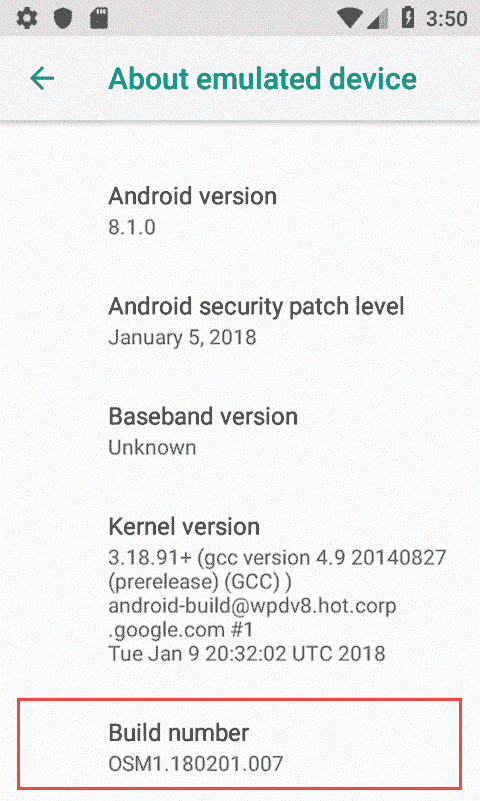 3:50
About emulated device
Android version
8.1.0
Android security patch level
January 5, 2018
Baseband version
Unknown
Kernel version
3.18.91+ (gcc version 4.9 20140827
(prerelease) (GCC) )
android-build@wpdv8.hot.corp
.google.com #1
Tue Jan 9 20:32:02 UTC 2018
Build number
OSM1.180201.007